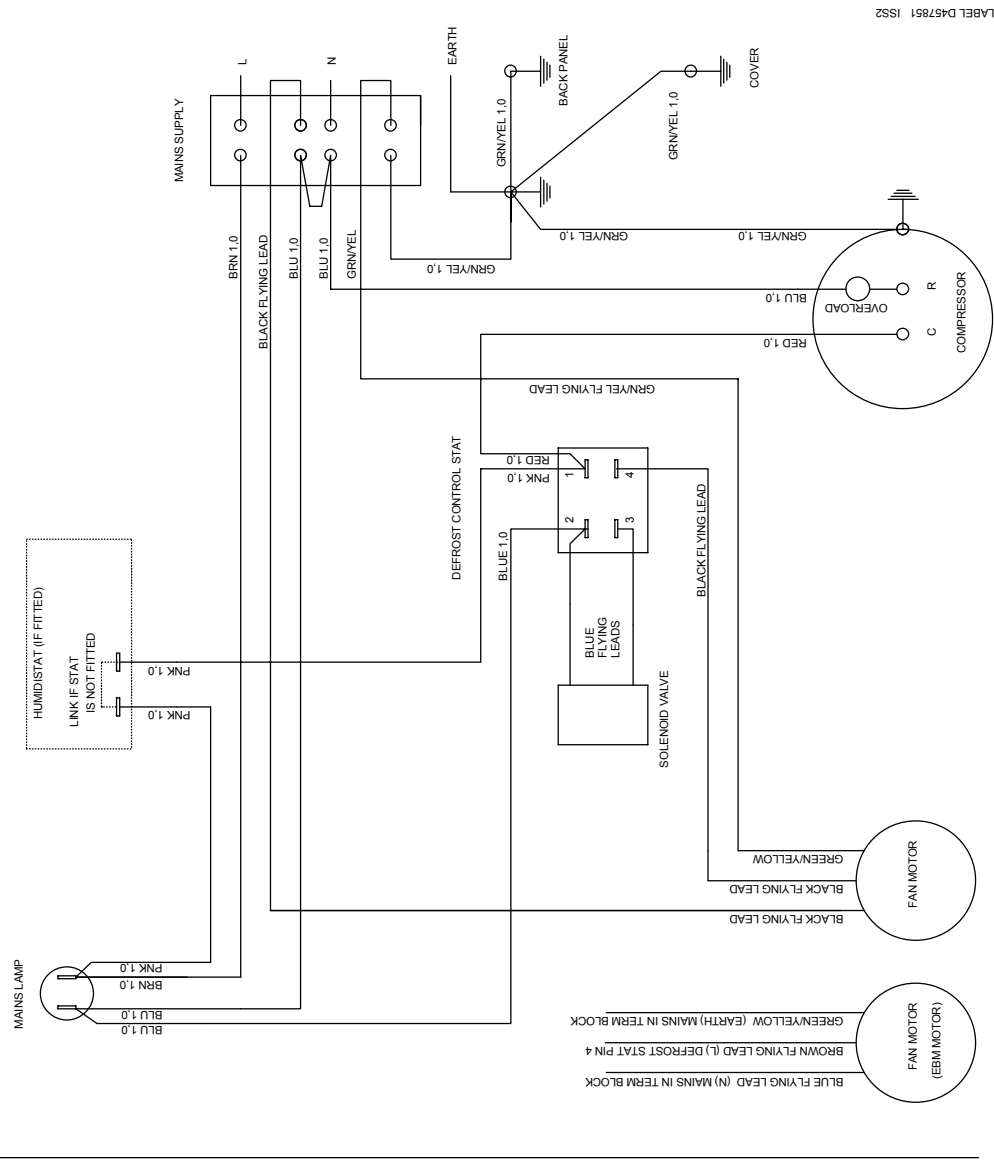 LABEL D457851 ISS2
MAINS SUPPLY
L
N
EARTH
BACK PANEL
COVER
GRN/YEL 1,0
GRN/YEL 1,0
BRN 1,0
BLACK FLYING LEAD
BLU 1,0
BLU 1,0
GRN/YEL
GRN/YEL 1,0
GRN/YEL 1,0
GRN/YEL 1,0
BLU 1,0
OVERLOAD
R
C
COMPRESSOR
RED 1,0
GRN/YEL FLYING LEAD
DEFROST CONTROL STAT
RED 1,0
PNK 1,0
1
4
2
3
BLUE 1,0
BLACK FLYING LEAD
BLUE
FLYING
LEADS
SOLENOID VALVE
HUMIDISTAT (IF FITTED)
LINK IF STAT
IS NOT FITTED
PNK 1,0
PNK 1,0
MAINS LAMP
PNK 1,0
BRN 1,0
BLU 1,0
BLU 1,0
GREEN/YELLOW
BLACK FLYING LEAD
BLACK FLYING LEAD
FAN MOTOR
GREEN/YELLOW (EARTH) MAINS IN TERM BLOCK
BROWN FLYING LEAD (L) DEFROST STAT PIN 4
BLUE FLYING LEAD (N) MAINS IN TERM BLOCK
FAN MOTOR
(EBM MOTOR)